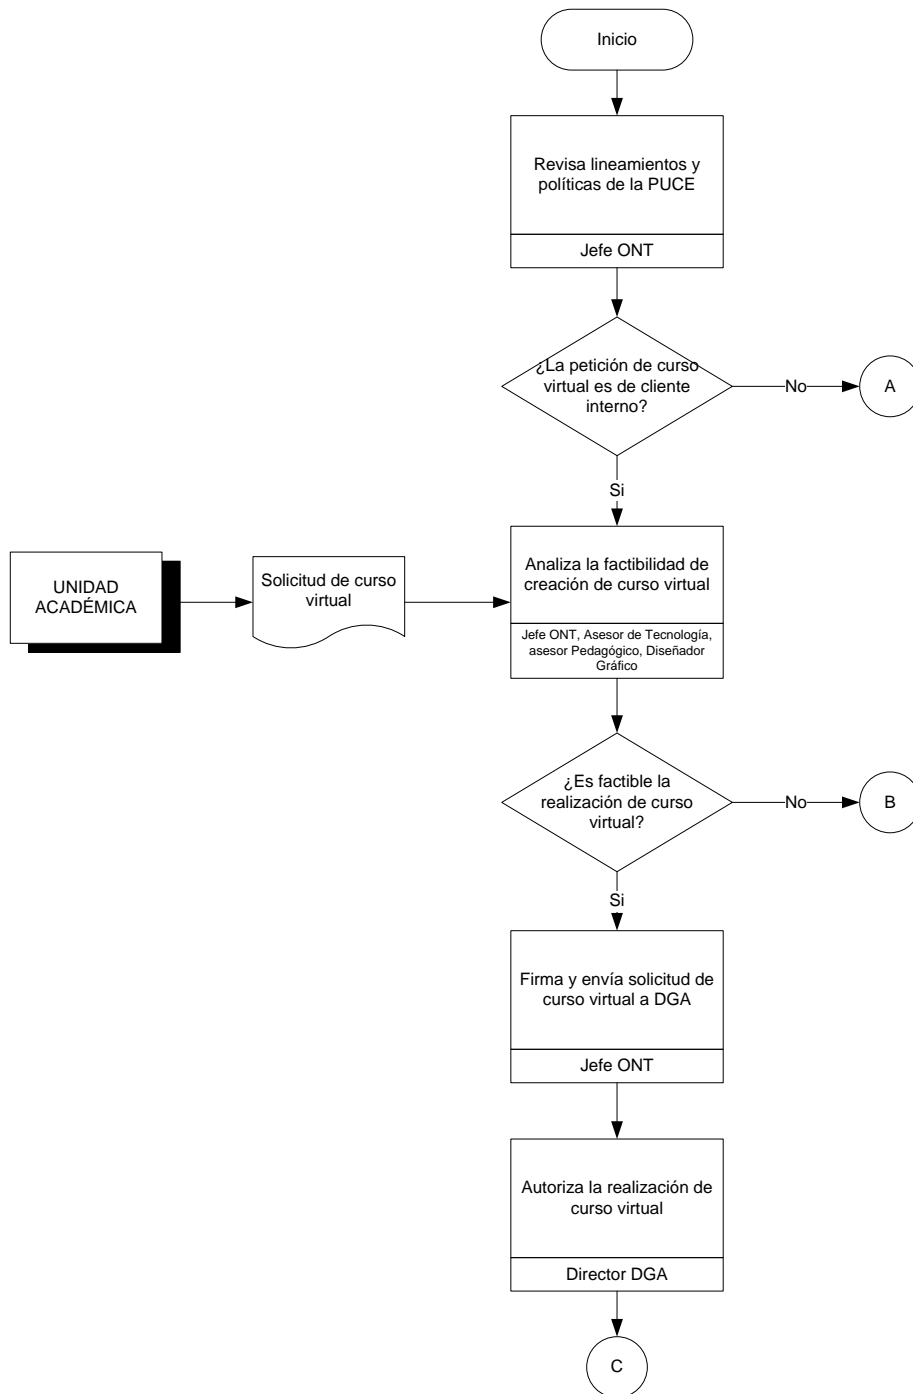 Inicio
Revisa lineamientos y
políticas de la PUCE
Jefe ONT
¿La petición de curso
virtual es de cliente
interno?
No
A
Si
UNIDAD
ACADÉMICA
Solicitud de curso
virtual
Analiza la factibilidad de
creación de curso virtual
Jefe ONT, Asesor de Tecnología,
asesor Pedagógico, Diseñador
Gráfico
¿Es factible la
realización de curso
virtual?
No
B
Si
Firma y envía solicitud de
curso virtual a DGA
Jefe ONT
Autoriza la realización de
curso virtual
Director DGA
C